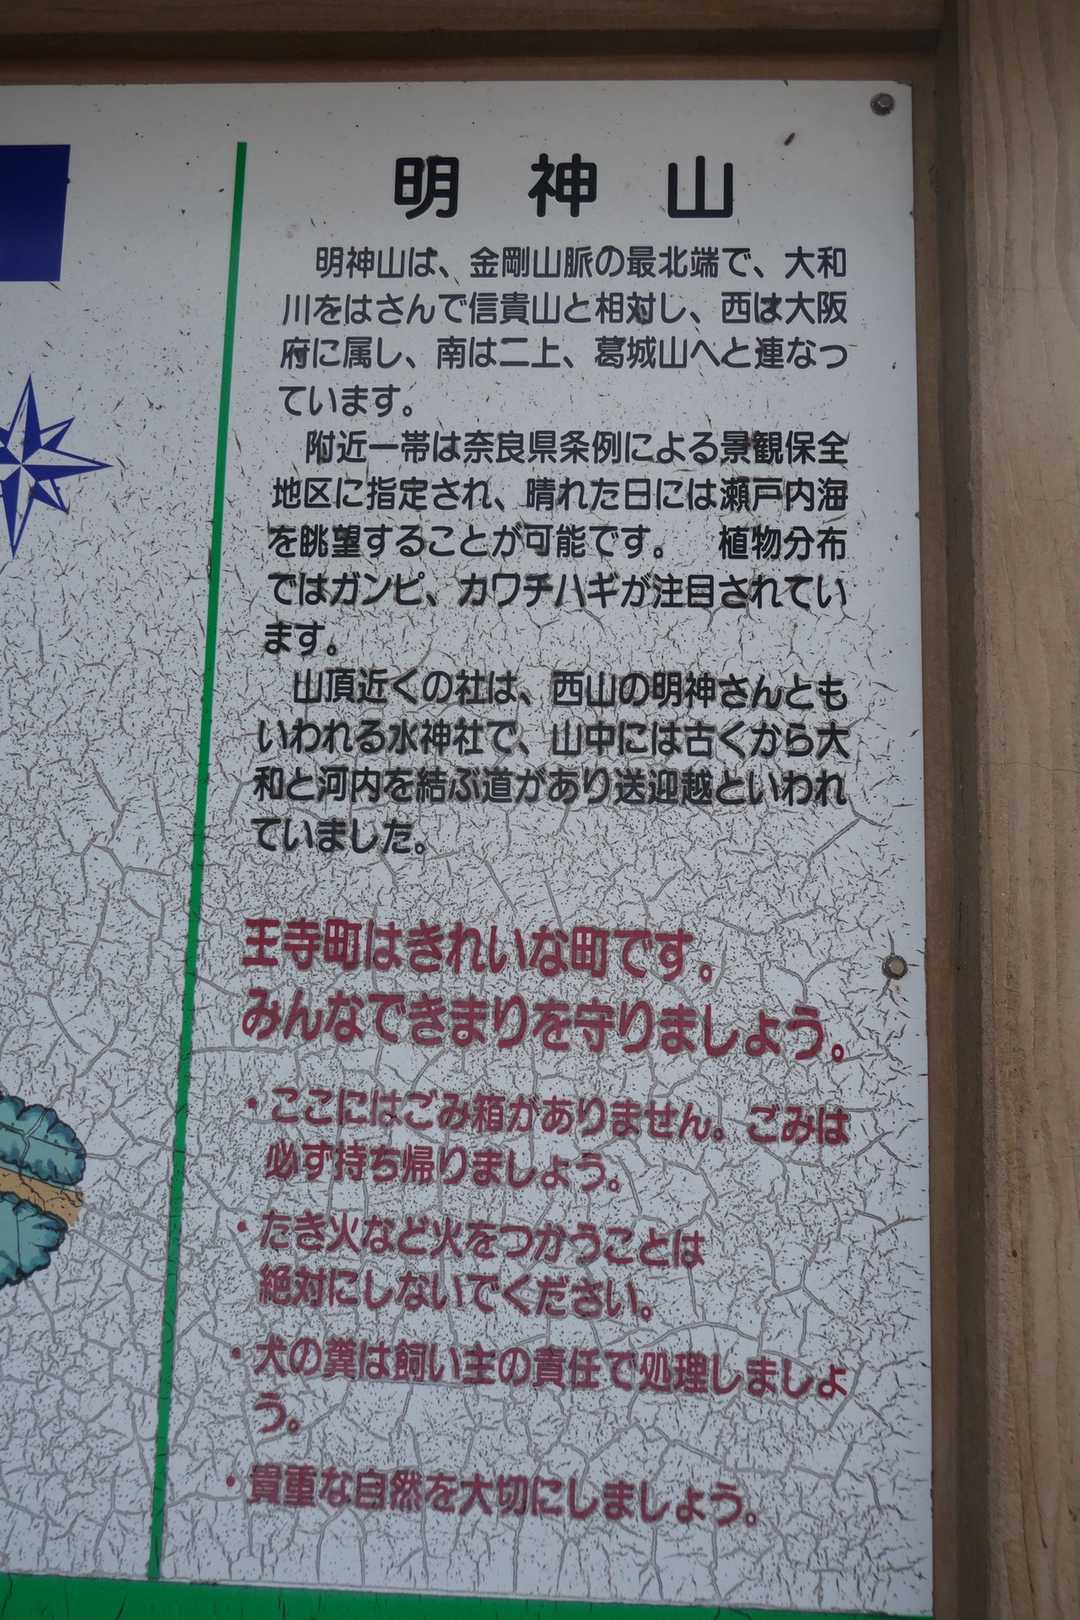 明神山
明神山は、金剛山脈の最北端で、大和
川をはさんで信貴山と相対し、西は大阪
府に属し、南は二上、葛城山へと連なっ
ています。
附近一帯は奈良県条例による景観保全
地区に指定され、晴れた日には瀬戸内海
を眺望することが可能です。　植物分布
ではガンピ、カワチハギが注目されてい
ます。
山頂近くの社は、西山の明神さんとも
いわれる水神社で、山中には古くから大
和と河内を結ぶ道があり送迎越といわれ
ていました。
王寺町はきれいな町です。
みんなできまりを守りましょう。
・ここにはごみ箱がありません。ごみは
必ず持ち帰りましょう。
・たき火など火をつかうことは
絶対にしないでください。
・犬の糞は飼い主の責任で処理しましょ
う。
・貴重な自然を大切にしましょう。